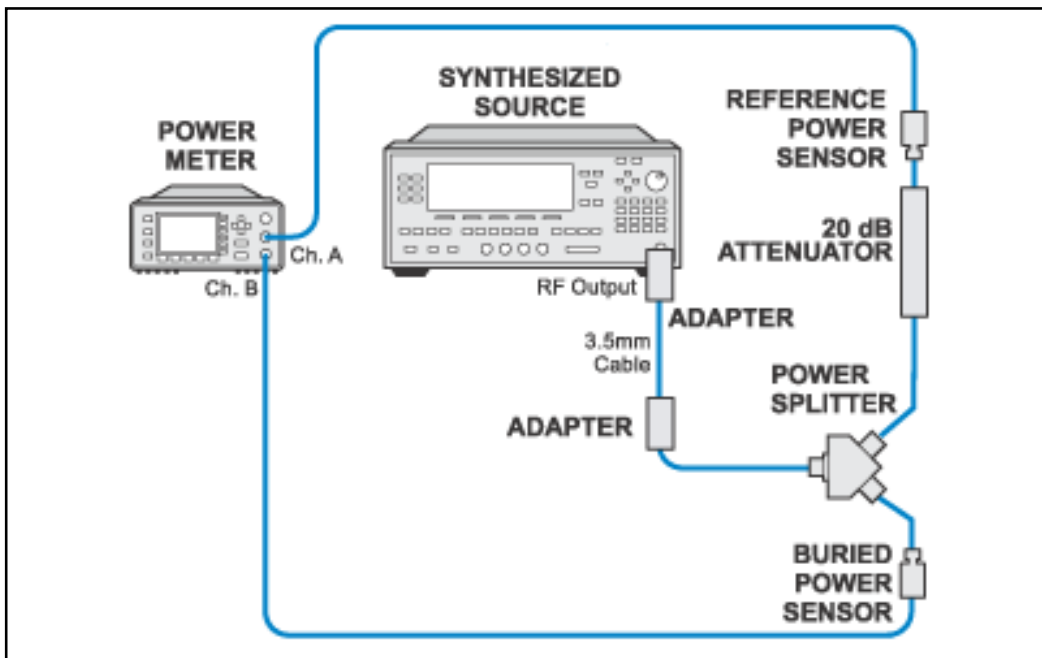 SYNTHESIZED
SOURCE
REFERENCE
POWER
SENSOR
POWER
METER
20 dB
ATTENUATOR
Ch. A
Ch. B
RF Output
ADAPTER
3.5mm
Cable
POWER
SPLITTER
ADAPTER
BURIED
POWER
SENSOR